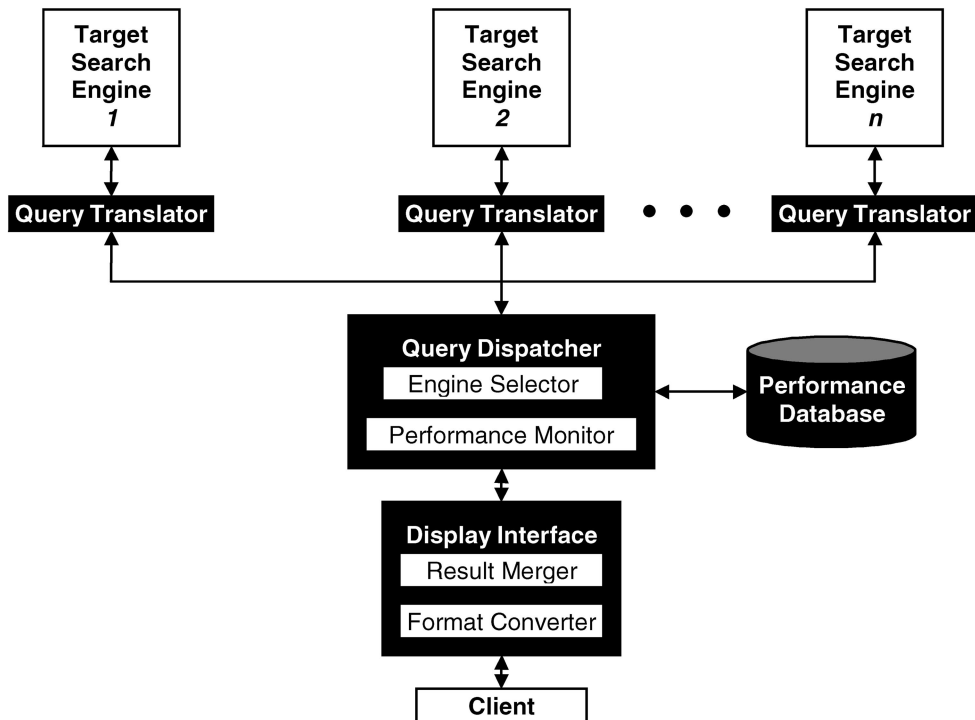 Target
Search
Engine
1
Target
Search
Engine
2
Target
Search
Engine
n
Query Translator
Query Translator
• • •
Query Translator
Query Dispatcher
Engine Selector
Performance Monitor
Performance
Database
Display Interface
Result Merger
Format Converter
Client